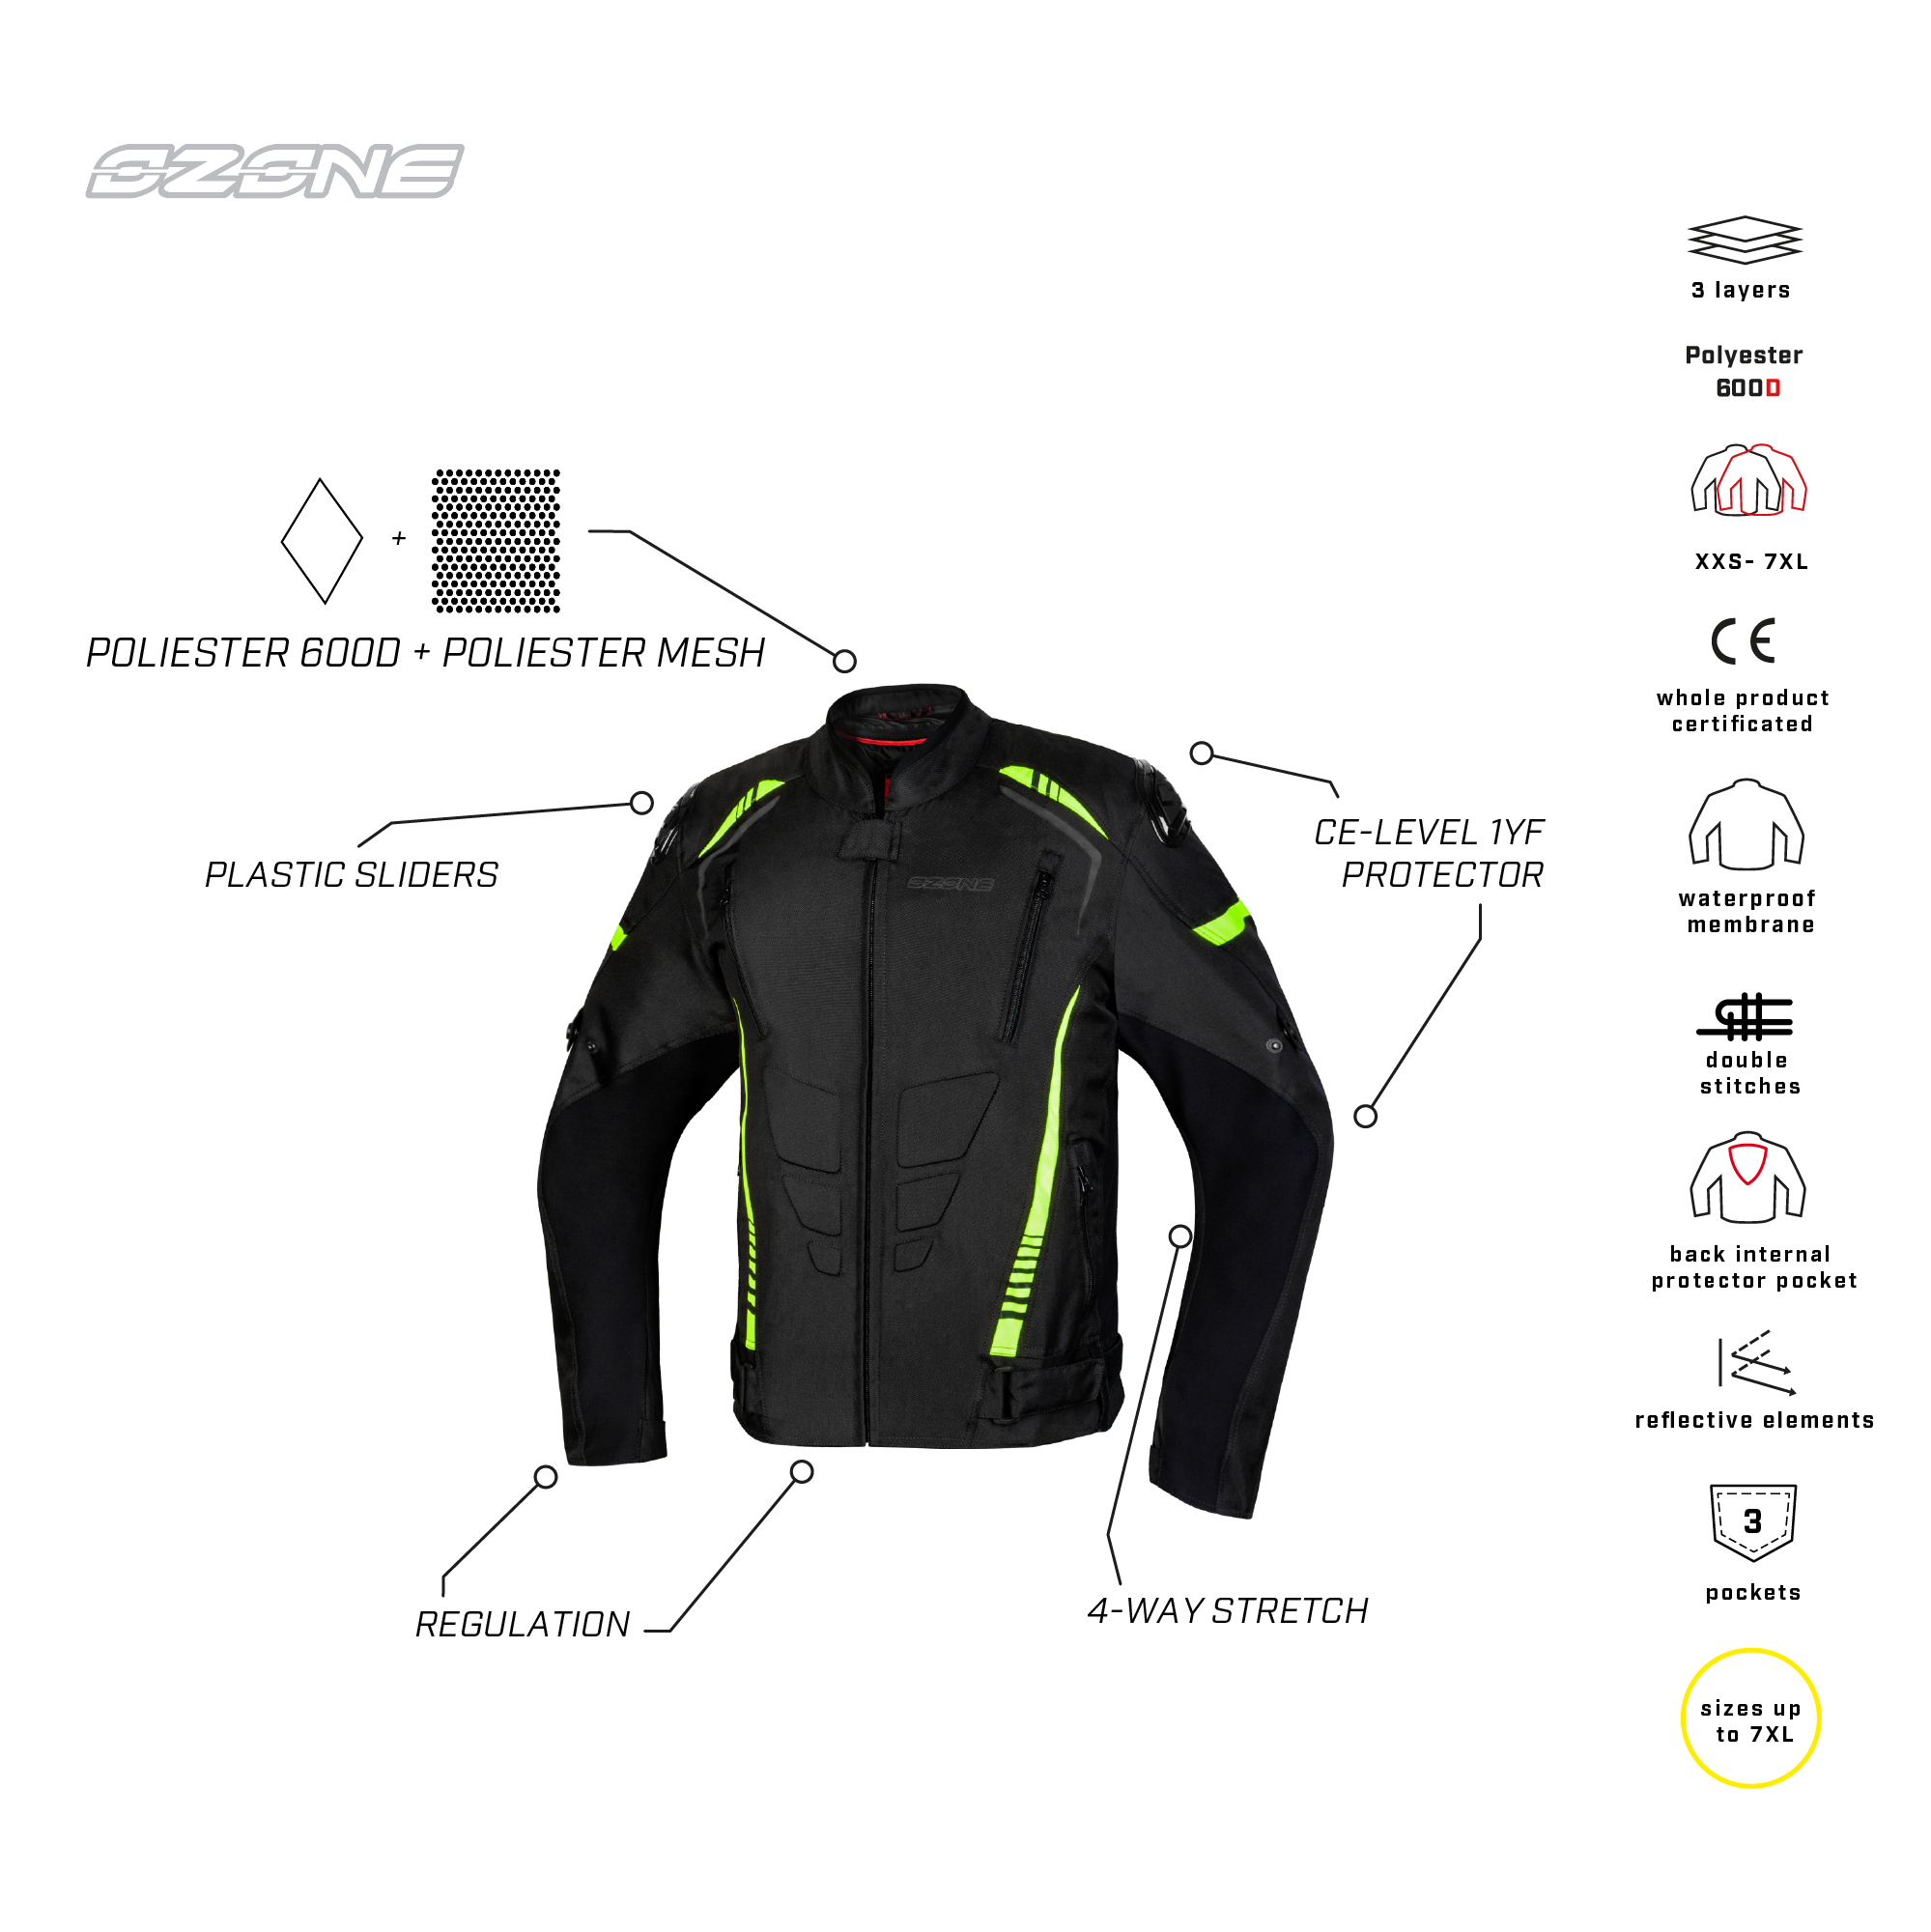 OZONE
3 layers
Polyester
600D
XXS- 7XL
CE
whole product
certificated
waterproof
membrane
double
stitches
back internal
protector pocket
reflective elements
3
pockets
sizes up
to 7XL
+
POLIESTER 600D + POLIESTER MESH
PLASTIC SLIDERS
CE-LEVEL 1YF
PROTECTOR
OZONE
REGULATION
4-WAY STRETCH